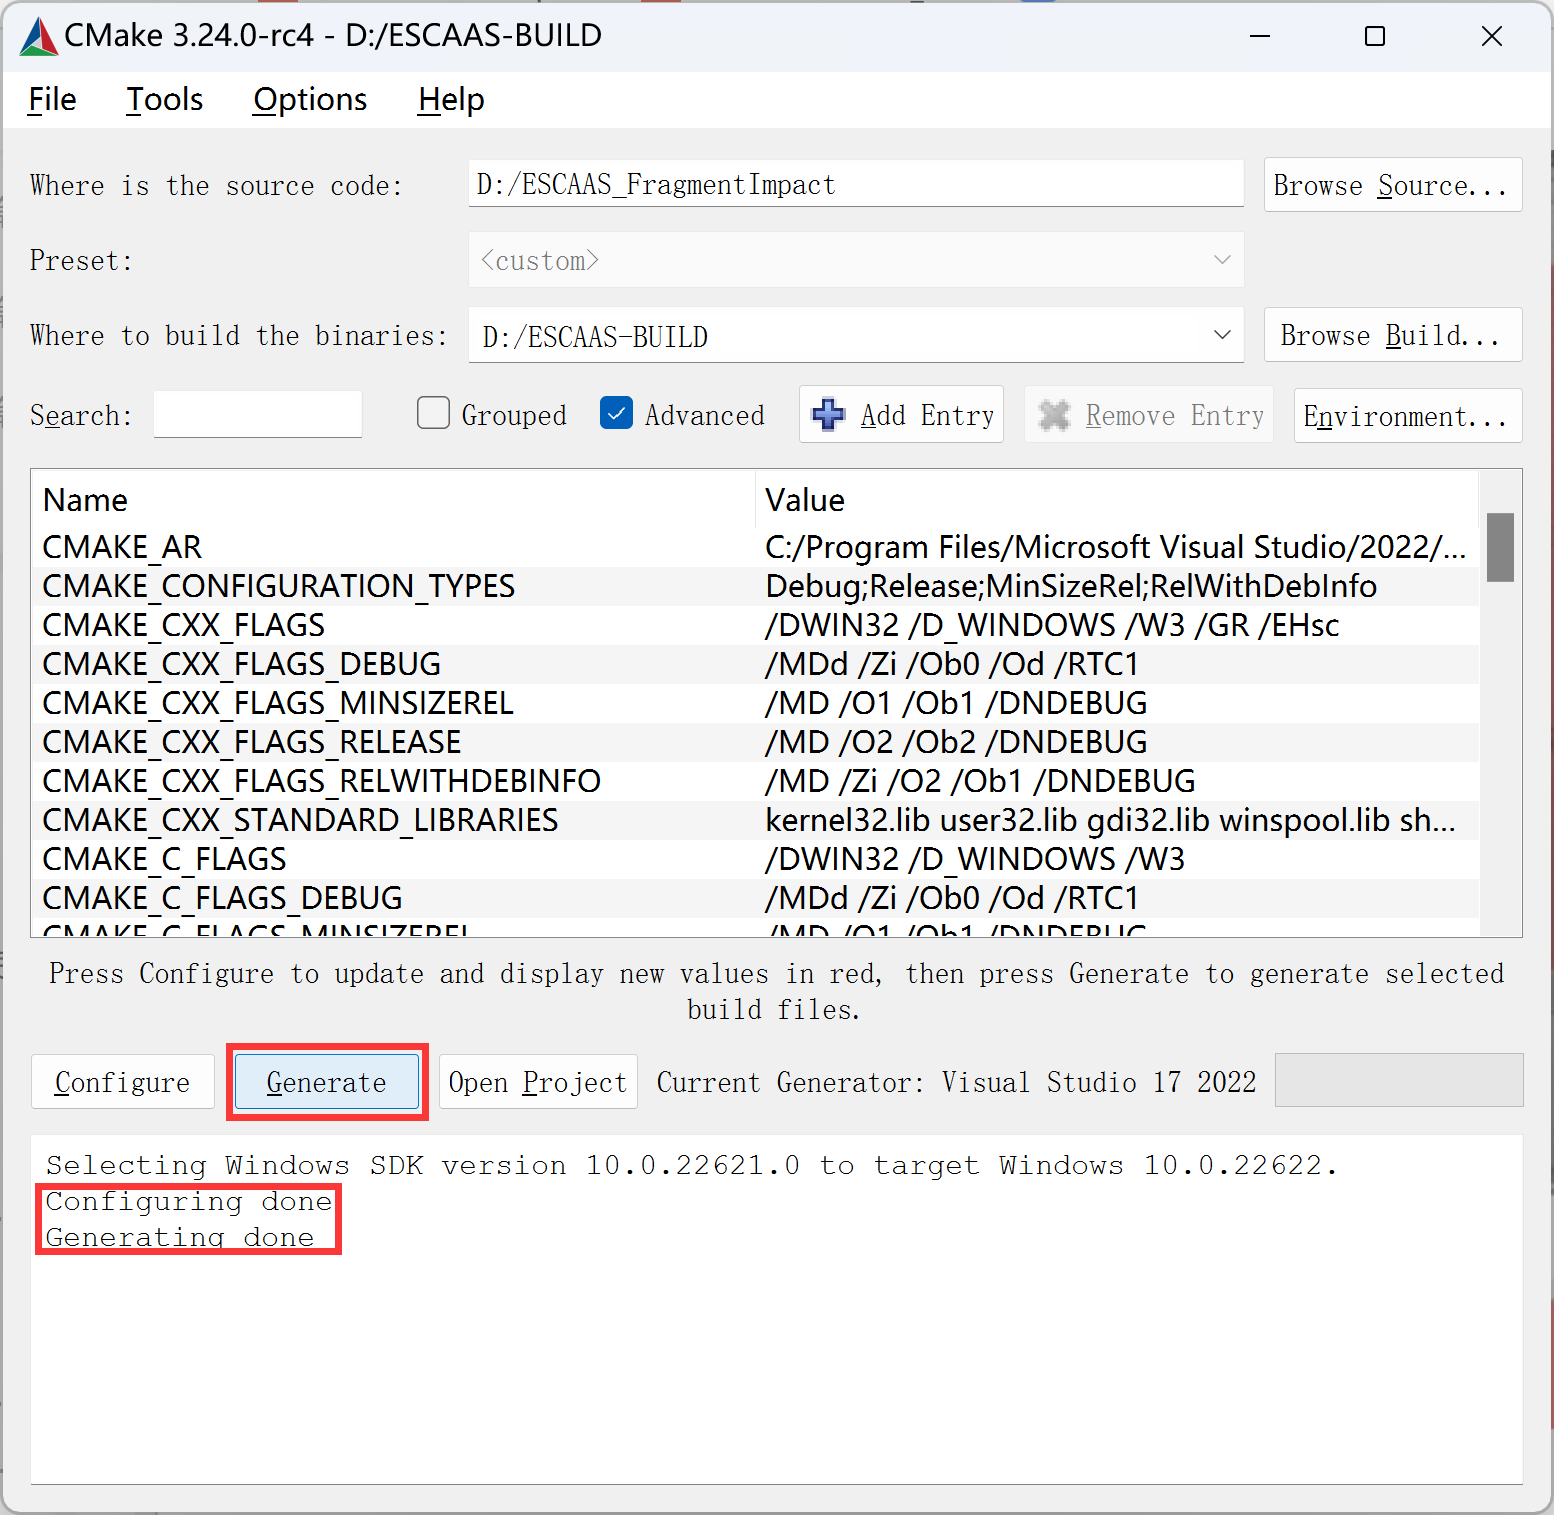 CMake 3.24.0-rc4 - D:/ESCAAS-BUILD
File Tools Options Help
Where is the source code: D:/ESCAAS_FragmentImpact Browse Source...
Preset: <custom>
Where to build the binaries: D:/ESCAAS-BUILD Browse Build...
Search: Grouped Advanced Add Entry Remove Entry Environment...
Name Value
CMAKE_AR C:/Program Files/Microsoft Visual Studio/2022/...
CMAKE_CONFIGURATION_TYPES Debug;Release;MinSizeRel;RelWithDebInfo
CMAKE_CXX_FLAGS /DWIN32 /D_WINDOWS /W3 /GR /EHsc
CMAKE_CXX_FLAGS_DEBUG /MDd /Zi /Ob0 /Od /RTC1
CMAKE_CXX_FLAGS_MINSIZEREL /MD /O1 /Ob1 /DNDEBUG
CMAKE_CXX_FLAGS_RELEASE /MD /O2 /Ob2 /DNDEBUG
CMAKE_CXX_FLAGS_RELWITHDEBINFO /MD /Zi /O2 /Ob1 /DNDEBUG
CMAKE_CXX_STANDARD_LIBRARIES kernel32.lib user32.lib gdi32.lib winspool.lib sh...
CMAKE_C_FLAGS /DWIN32 /D_WINDOWS /W3
CMAKE_C_FLAGS_DEBUG /MDd /Zi /Ob0 /Od /RTC1
CMAKE_C_FLAGS_MINSIZEREL /MD /O1 /Ob1 /DNDEBUG
Press Configure to update and display new values in red, then press Generate to generate selected
build files.
Configure Generate Open Project Current Generator: Visual Studio 17 2022
Selecting Windows SDK version 10.0.22621.0 to target Windows 10.0.22622.
Configuring done
Generating done